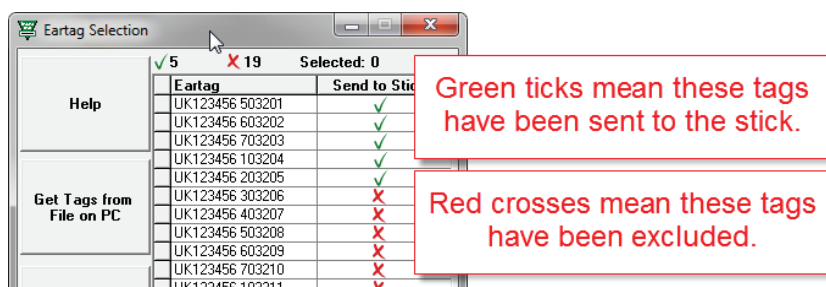 Eartag Selection
5 19 Selected: 0
Eartag Send to Stic
Help
UK123456 503201
UK123456 603202
UK123456 703203
UK123456 103204
UK123456 203205
Get Tags from
File on PC
UK123456 303206
UK123456 403207
UK123456 503208
UK123456 603209
UK123456 703210
UK123456 103211
Green ticks mean these tags
have been sent to the stick.
Red crosses mean these tags
have been excluded.